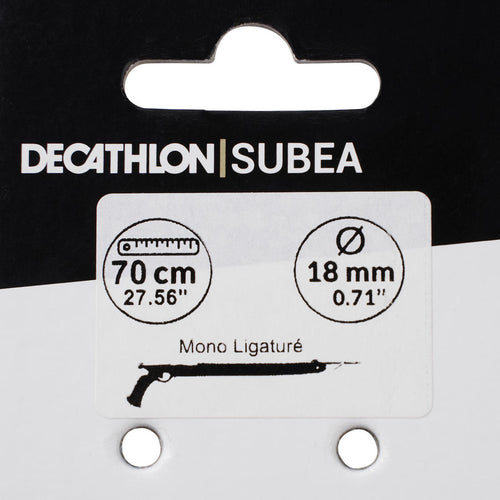 DECATHLON | SUBEA
70 cm
27.56"
Ø
18 mm
0.71"
Mono Ligaturé